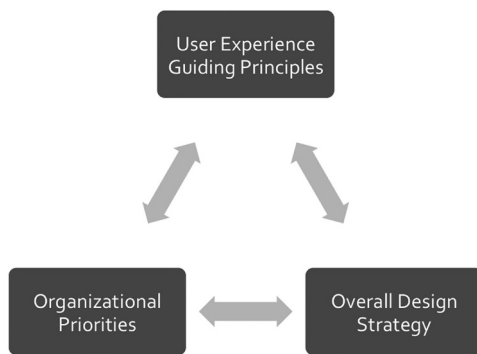 User Experience
Guiding Principles
Organizational
Priorities
Overall Design
Strategy